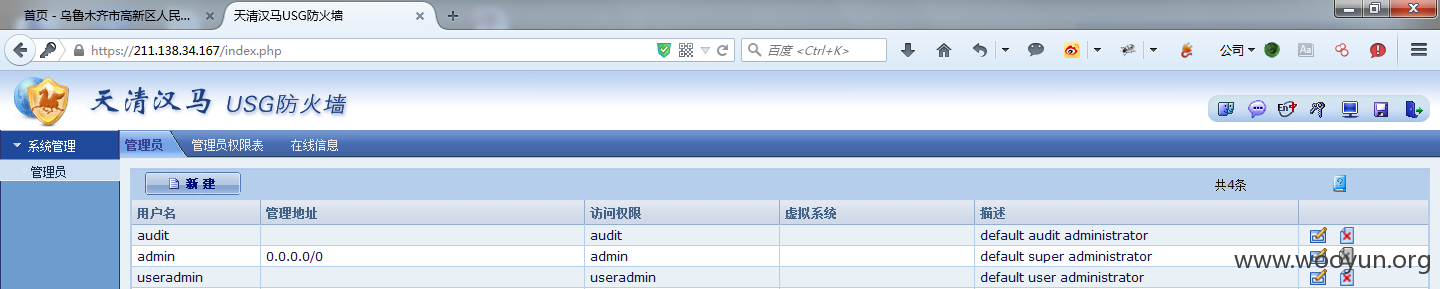 首页 - 乌鲁木齐市高新区人民... × 天清汉马USG防火墙 × +
https://211.138.34.167/index.php 百度 <Ctrl+K> 公司 Aa
天清汉马 USG防火墙 En
系统管理 管理员 管理员权限表 在线信息
管理员
新建 共4条
用户名 管理地址 访问权限 虚拟系统 描述
audit audit default audit administrator
admin 0.0.0.0/0 admin default super administrator
useradmin useradmin default user administrator
www.wooyun.org